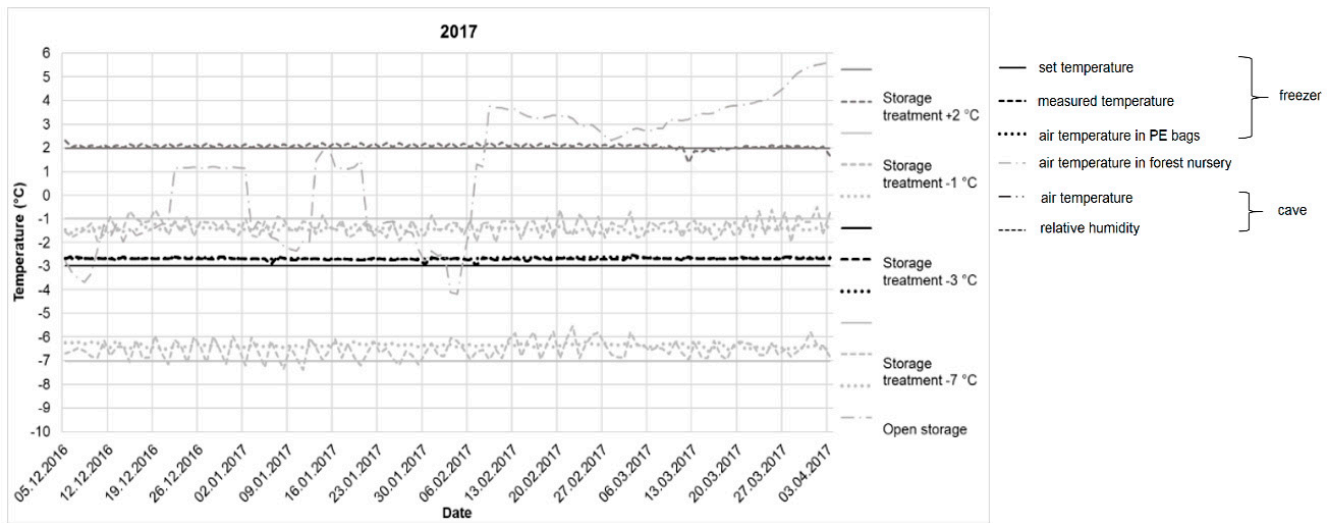 2017
Temperature (°C)
6
5
4
3
2
1
0
-1
-2
-3
-4
-5
-6
-7
-8
-9
-10
05.12.2016
12.12.2016
19.12.2016
26.12.2016
02.01.2017
09.01.2017
16.01.2017
23.01.2017
30.01.2017
06.02.2017
13.02.2017
20.02.2017
27.02.2017
06.03.2017
13.03.2017
20.03.2017
27.03.2017
03.04.2017
Date
Storage
treatment +2 °C
Storage
treatment -1 °C
Storage
treatment -3 °C
Storage
treatment -7 °C
Open storage
set temperature
measured temperature
air temperature in PE bags
freezer
air temperature in forest nursery
air temperature
relative humidity
cave